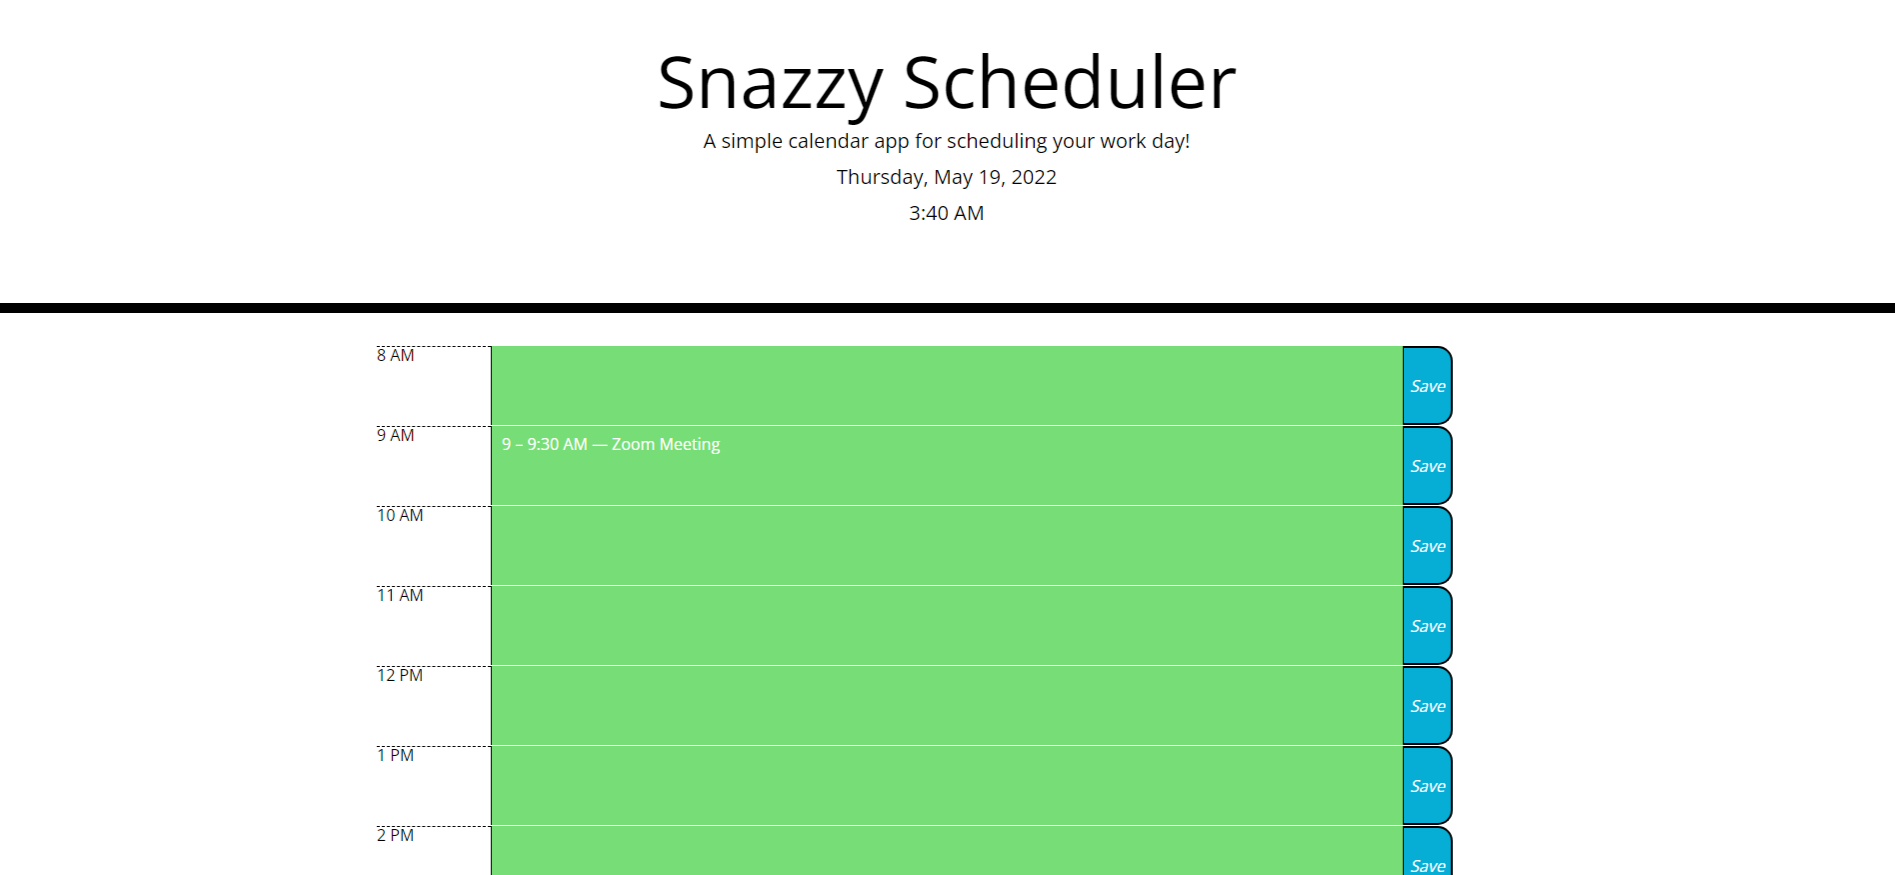 Snazzy Scheduler
A simple calendar app for scheduling your work day!
Thursday, May 19, 2022
3:40 AM
8 AM
Save
9 AM
9 – 9:30 AM — Zoom Meeting
Save
10 AM
Save
11 AM
Save
12 PM
Save
1 PM
Save
2 PM
Save